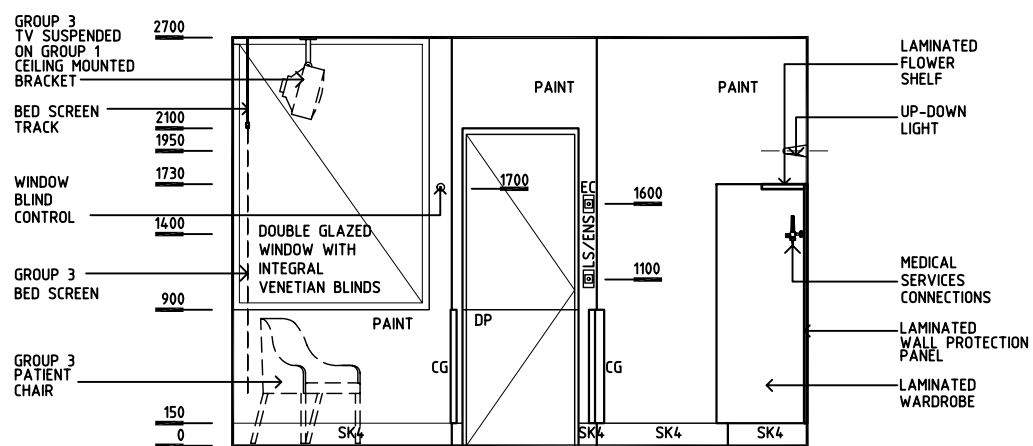 GROUP 3
TV SUSPENDED
ON GROUP 1
CEILING MOUNTED
BRACKET
BED SCREEN
TRACK
WINDOW
BLIND
CONTROL
GROUP 3
BED SCREEN
GROUP 3
PATIENT
CHAIR
2700
2100
1950
1730
1400
900
150
0
DOUBLE GLAZED
WINDOW WITH
INTEGRAL
VENETIAN BLINDS
PAINT
SK4
CG
DP
1700
PAINT
EC
LS/ENS
1600
1100
CG
SK4
SK4
PAINT
SK4
LAMINATED
FLOWER
SHELF
UP-DOWN
LIGHT
MEDICAL
SERVICES
CONNECTIONS
LAMINATED
WALL PROTECTION
PANEL
LAMINATED
WARDROBE